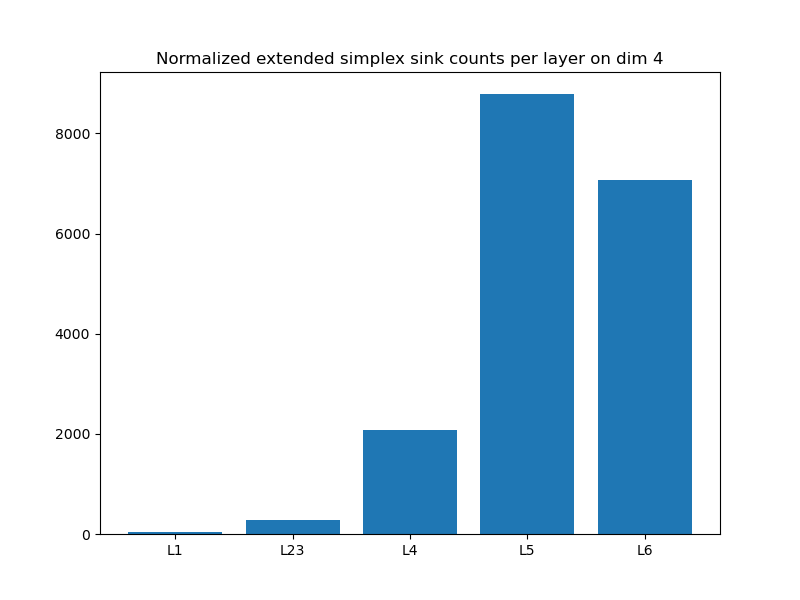 Normalized extended simplex sink counts per layer on dim 4
8000
6000
4000
2000
0
L1 L23 L4 L5 L6